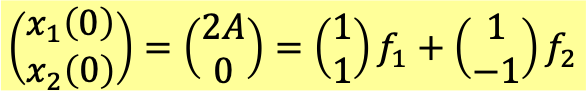 (x₁(0) x₂(0)) = (2A 0) = (1 1) f₁ + (1 −1) f₂